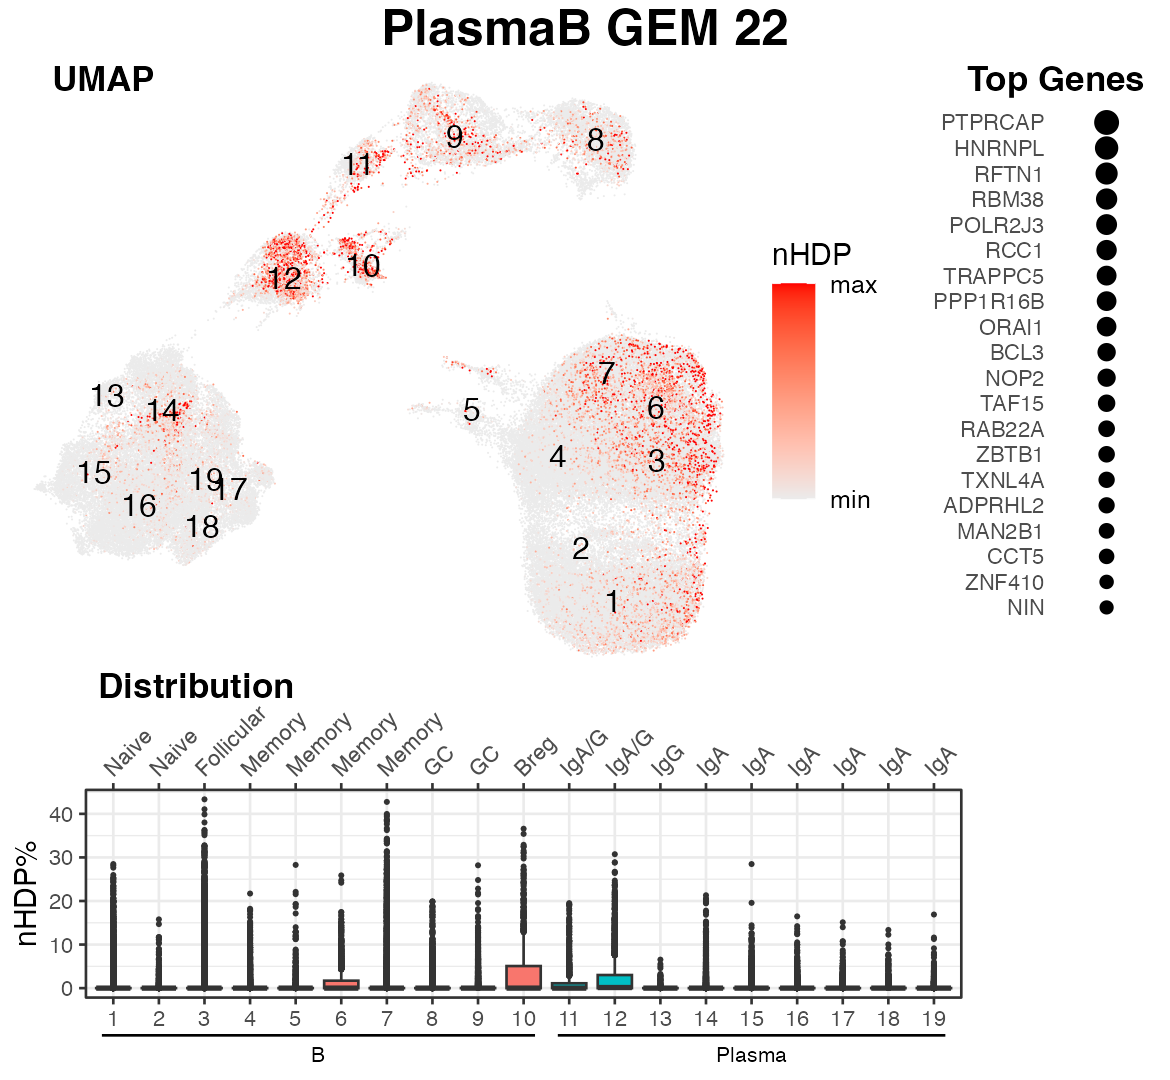 PlasmaB GEM 22
UMAP
Top Genes
9
8
11
12
10
7
6
5
4
3
13
14
15
19
17
16
18
2
1
nHDP
max
min
PTPRCAP
HNRNPL
RFTN1
RBM38
POLR2J3
RCC1
TRAPPC5
PPP1R16B
ORAI1
BCL3
NOP2
TAF15
RAB22A
ZBTB1
TXNL4A
ADPRHL2
MAN2B1
CCT5
ZNF410
NIN
Distribution
Naive Naive Follicular Memory Memory Memory Memory GC GC Breg IgA/G IgA/G IgG IgA IgA IgA IgA IgA IgA
nHDP%
40
30
20
10
0
1 2 3 4 5 6 7 8 9 10 11 12 13 14 15 16 17 18 19
B Plasma